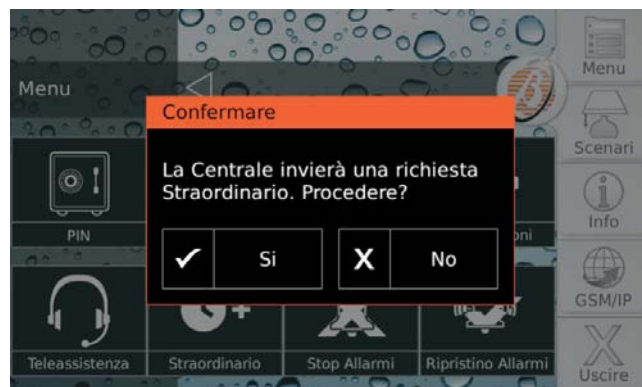 Menu
Menu
Confermare
Scenari
La Centrale invierà una richiesta
Straordinario. Procedere?
Info
PIN
Si
X
No
GSM/IP
Teleassistenza
Straordinario
Stop Allarmi
Ripristino Allarmi
Uscire